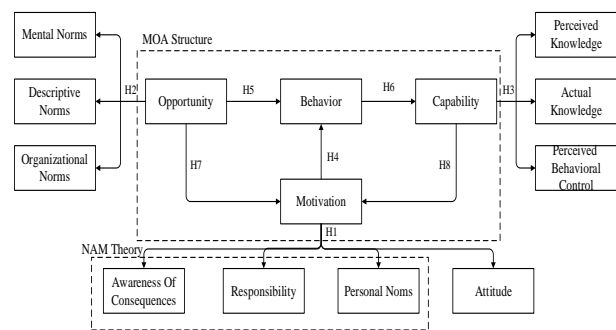 Mental Norms
MOA Structure
Perceived
Knowledge
Descriptive
Norms
H2
Opportunity
H5
Behavior
H6
Capability
H3
Actual
Knowledge
Organizational
Norms
H7
H4
H8
Perceived
Behavioral
Control
Motivation
H1
NAM Theory
Awareness Of
Consequences
Responsibility
Personal Noms
Attitude